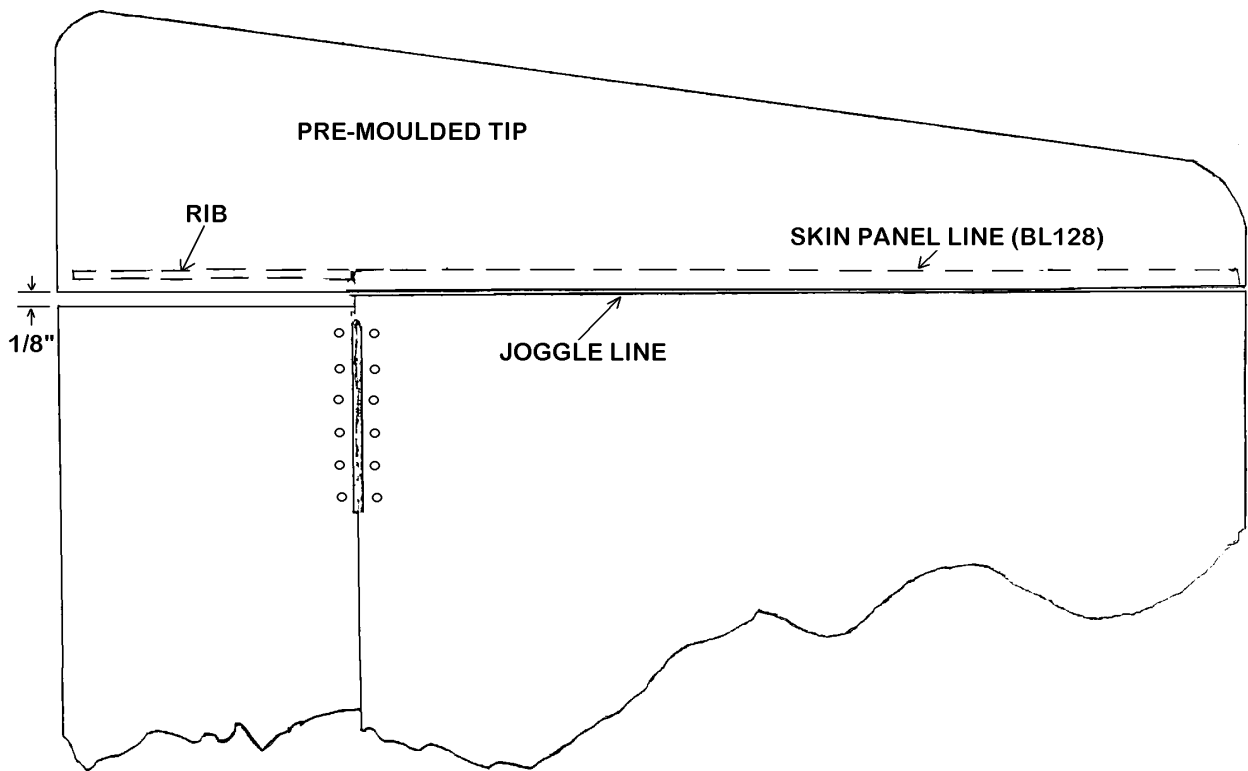 PRE-MOULDED TIP
RIB
SKIN PANEL LINE (BL128)
1/8"
JOGGLE LINE